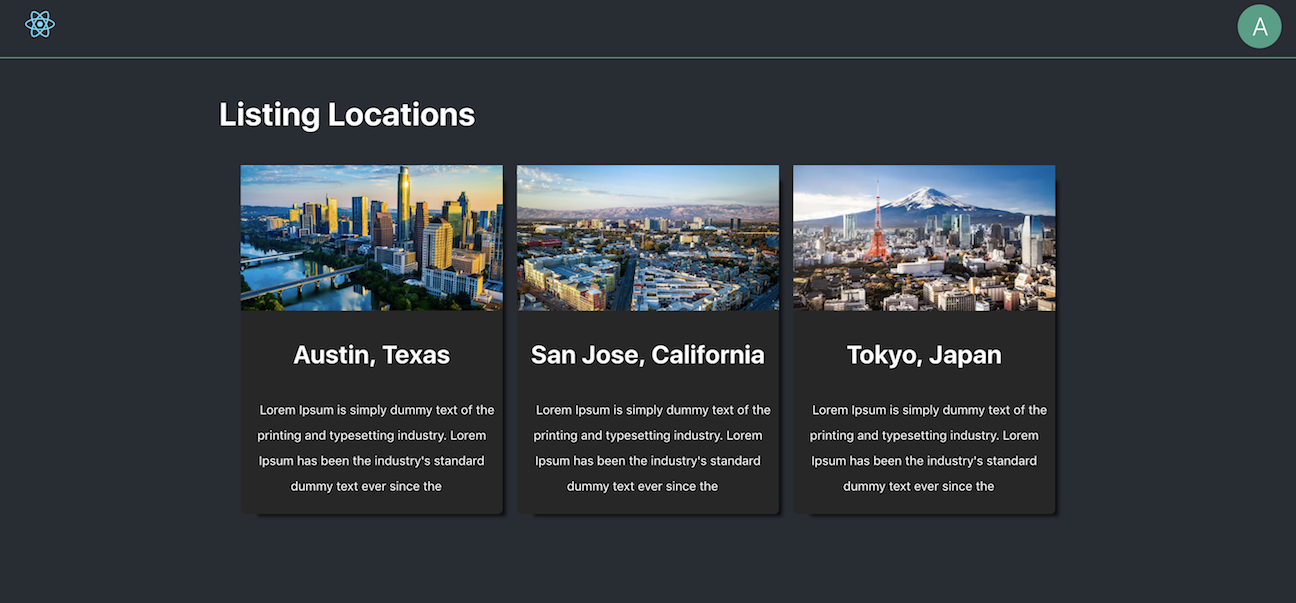 A
Listing Locations
Austin, Texas
Lorem Ipsum is simply dummy text of the
printing and typesetting industry. Lorem
Ipsum has been the industry's standard
dummy text ever since the
San Jose, California
Lorem Ipsum is simply dummy text of the
printing and typesetting industry. Lorem
Ipsum has been the industry's standard
dummy text ever since the
Tokyo, Japan
Lorem Ipsum is simply dummy text of the
printing and typesetting industry. Lorem
Ipsum has been the industry's standard
dummy text ever since the